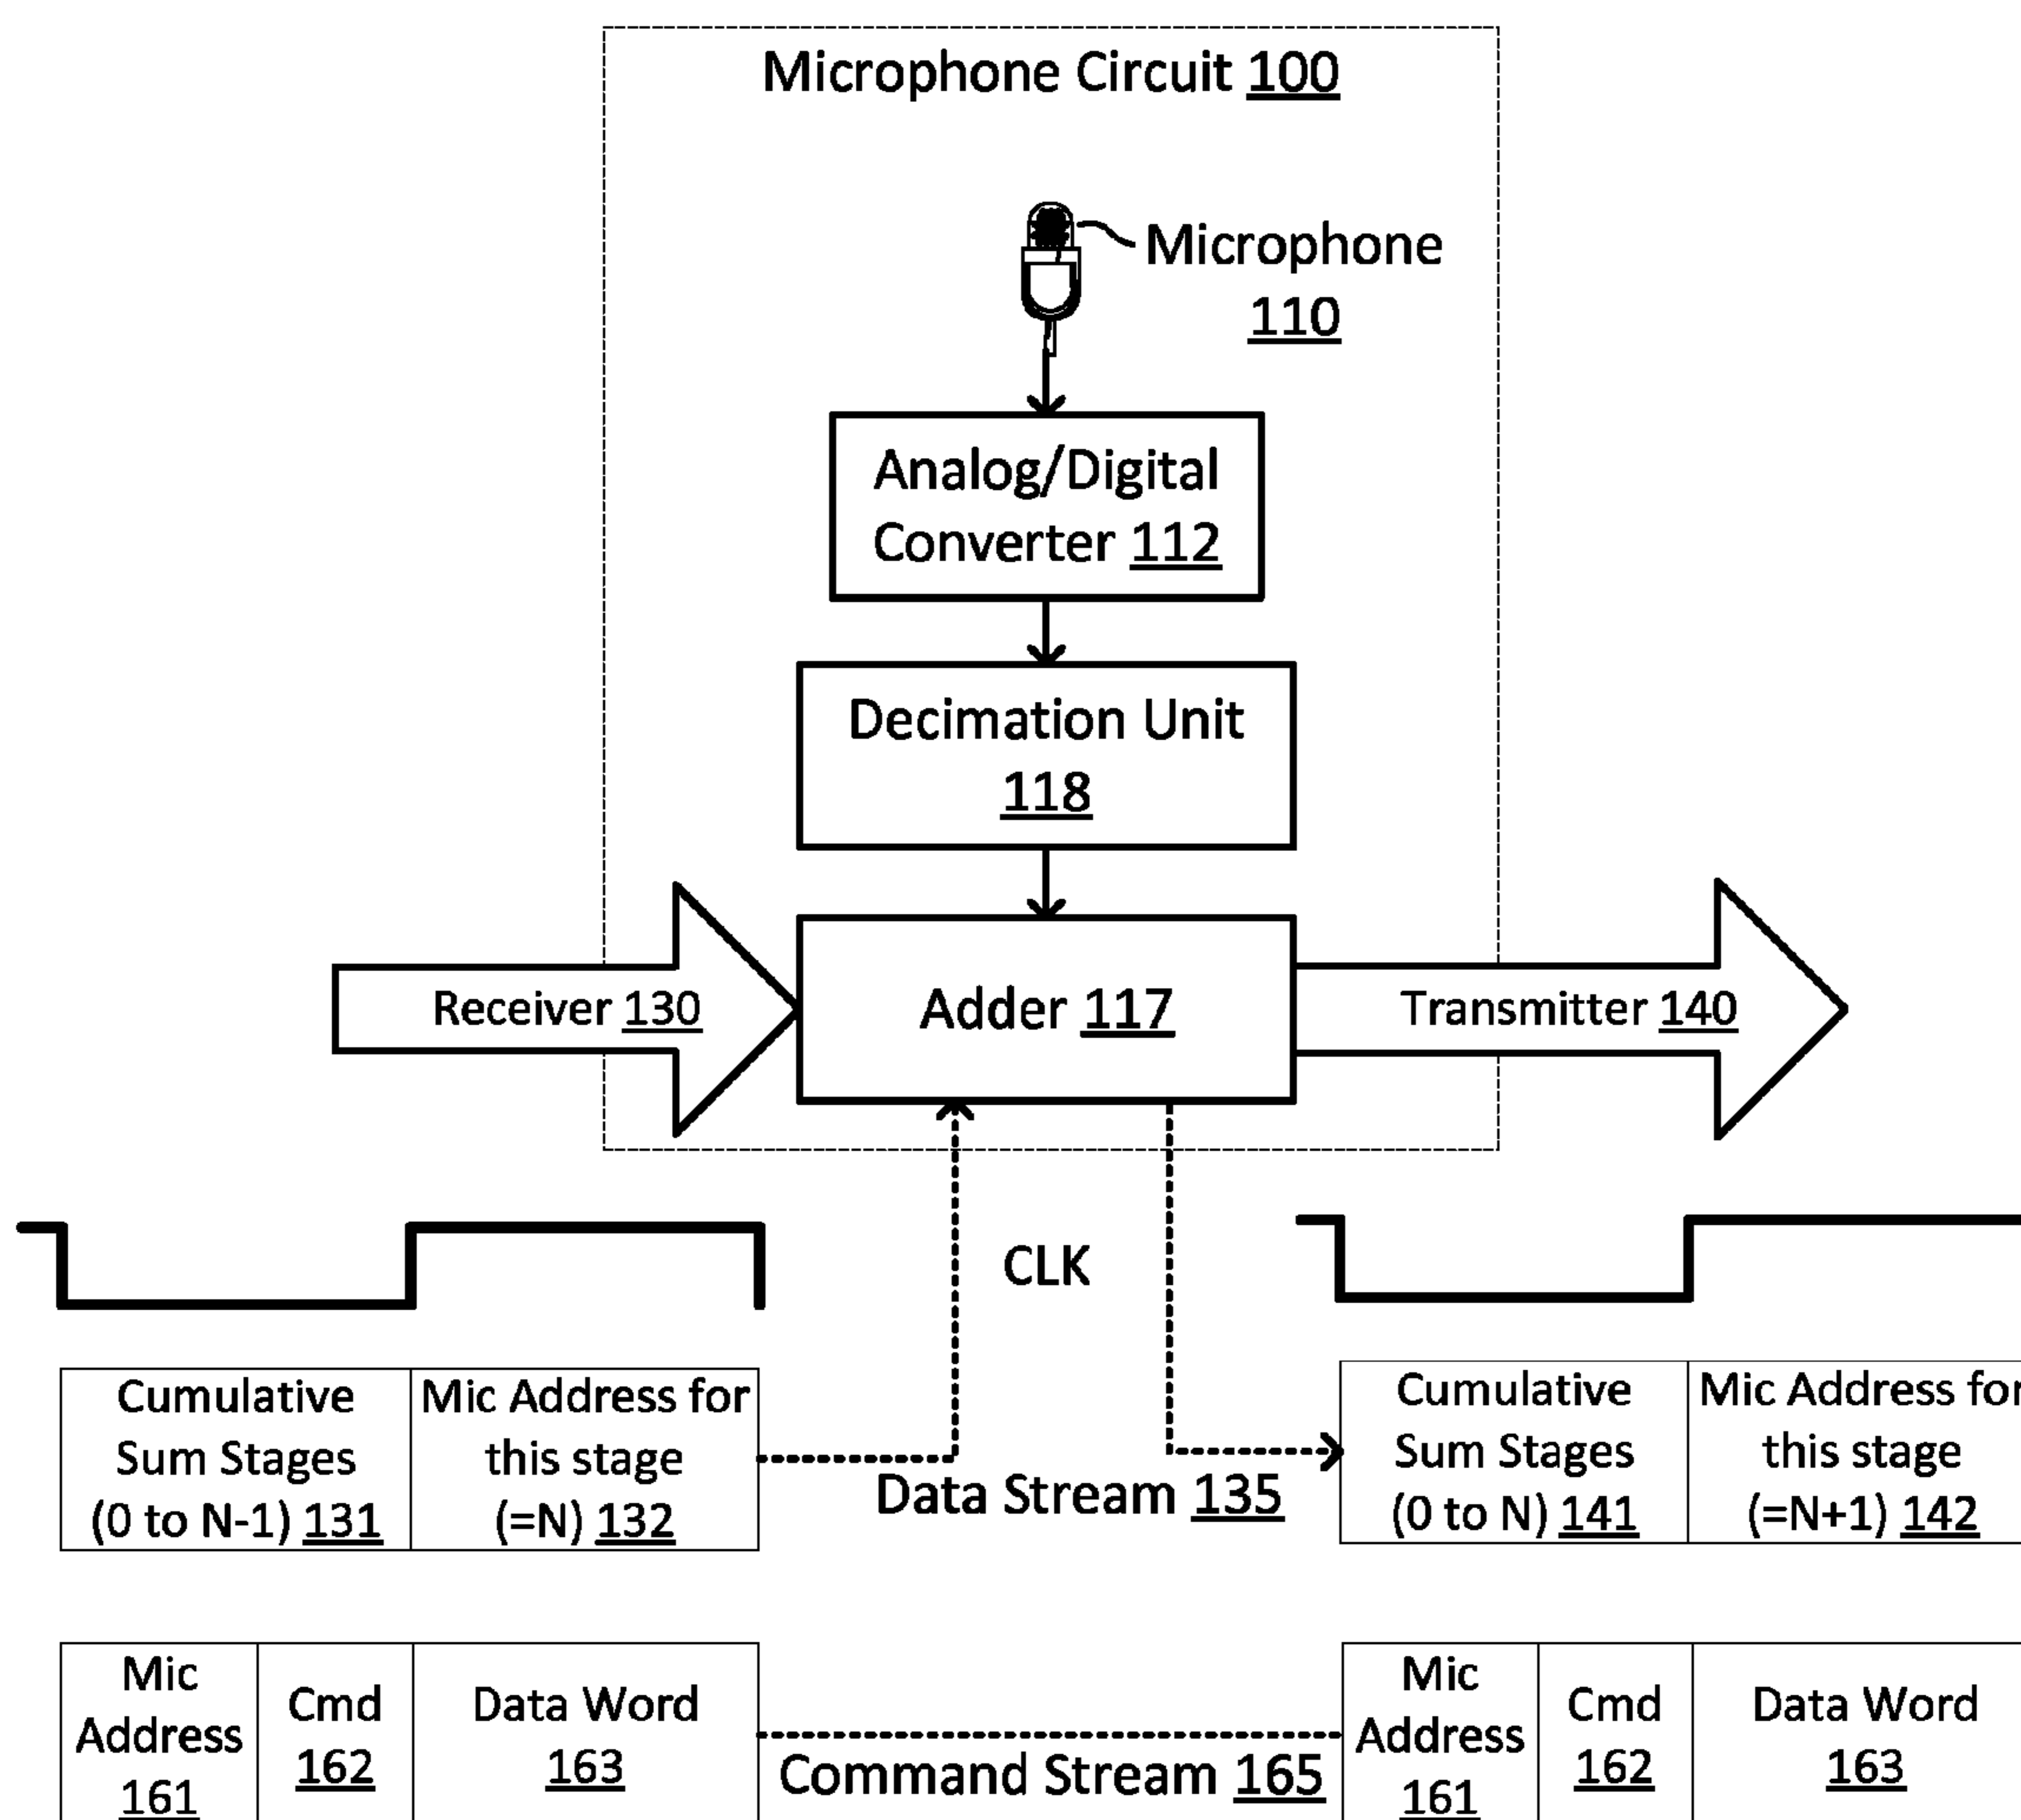 Microphone Circuit 100
Microphone
110
Analog/Digital
Converter 112
Decimation Unit
118
Receiver 130
Adder 117
Transmitter 140
CLK
Cumulative
Sum Stages
(0 to N-1) 131
Mic Address for
this stage
(=N) 132
Data Stream 135
Cumulative
Sum Stages
(0 to N) 141
Mic Address for
this stage
(=N+1) 142
Mic
Address
161
Cmd
162
Data Word
163
Command Stream 165
Mic
Address
161
Cmd
162
Data Word
163